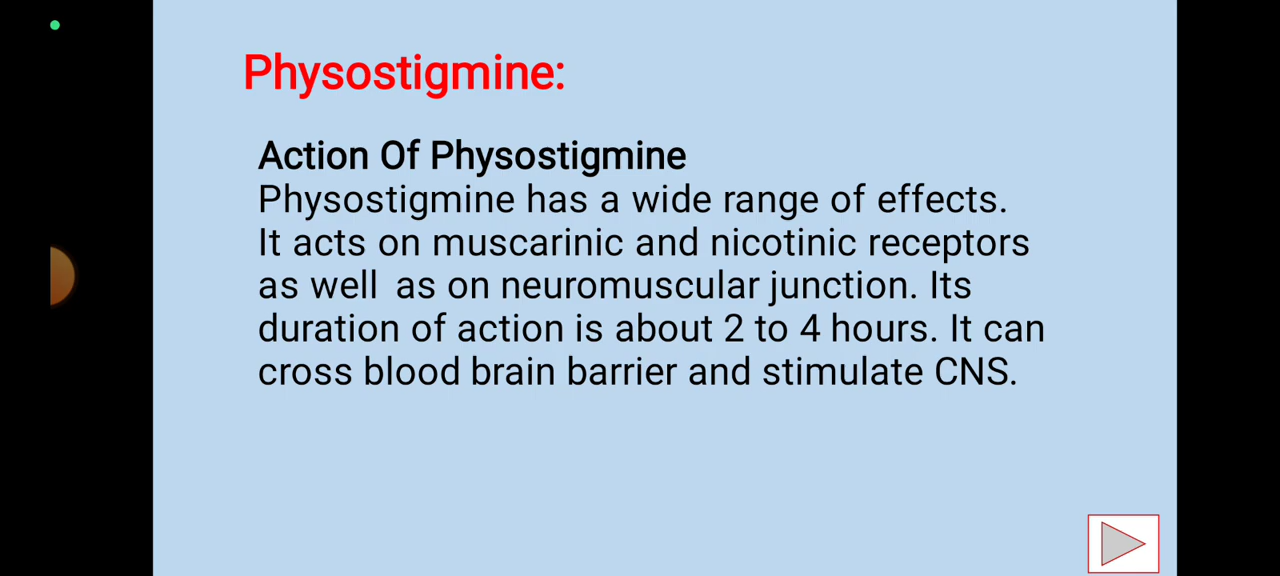 Physostigmine:
Action Of Physostigmine
Physostigmine has a wide range of effects.
It acts on muscarinic and nicotinic receptors
as well  as on neuromuscular junction. Its
duration of action is about 2 to 4 hours. It can
cross blood brain barrier and stimulate CNS.